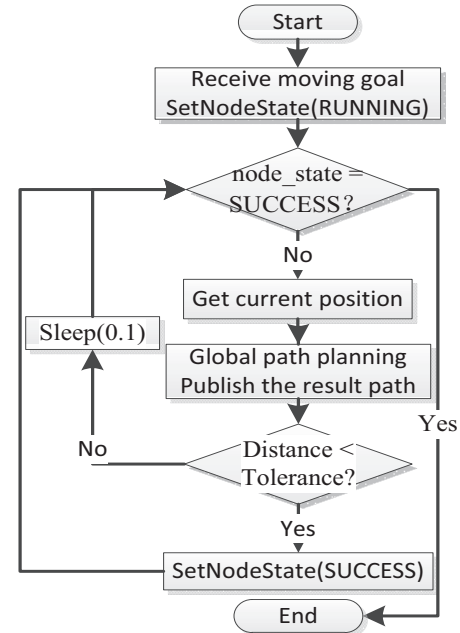 Start
Receive moving goal
SetNodeState(RUNNING)
node_state =
SUCCESS?
No
Get current position
Sleep(0.1)
Global path planning
Publish the result path
Yes
No
Distance <
Tolerance?
Yes
SetNodeState(SUCCESS)
End